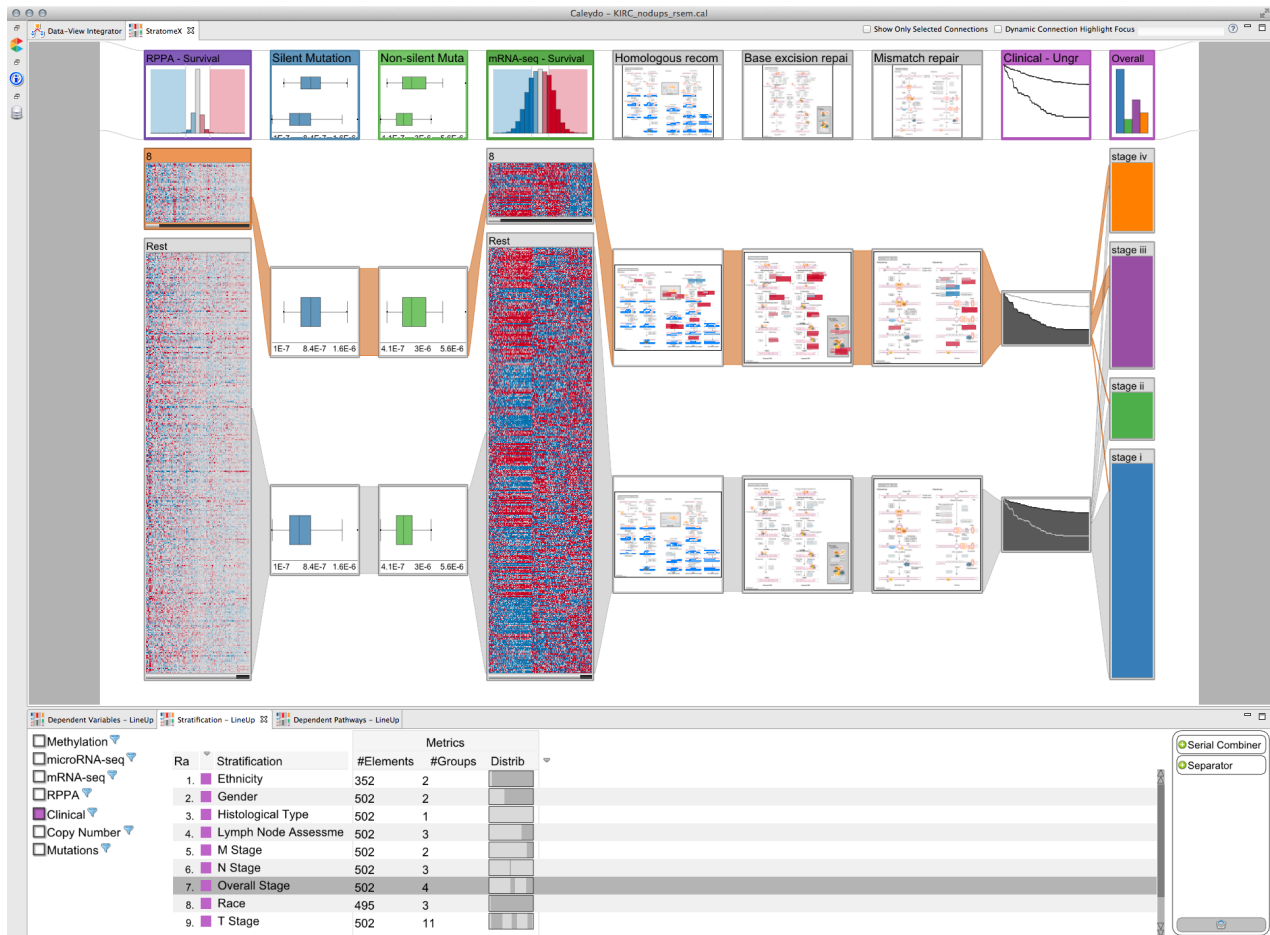 Caleydo - KIRC_nodups_rsem.cal
Data-View Integrator
StratomeX
Show Only Selected Connections
Dynamic Connection Highlight Focus
RPPA - Survival
Silent Mutation
Non-silent Muta
mRNA-seq - Survival
Homologous recom
Base excision repai
Mismatch repair
Clinical - Ungr
Overall
8
8
stage iv
Rest
Rest
stage iii
1E-7 8.4E-7 1.6E-6
4.1E-7 3E-6 5.6E-6
stage ii
stage i
1E-7 8.4E-7 1.6E-6
4.1E-7 3E-6 5.6E-6
Dependent Variables - LineUp
Stratification - LineUp
Dependent Pathways - LineUp
Methylation
microRNA-seq
mRNA-seq
RPPA
Clinical
Copy Number
Mutations
Metrics
Ra Stratification #Elements #Groups Distrib
1. Ethnicity 352 2
2. Gender 502 2
3. Histological Type 502 1
4. Lymph Node Assessme 502 3
5. M Stage 502 2
6. N Stage 502 3
7. Overall Stage 502 4
8. Race 495 3
9. T Stage 502 11
Serial Combiner
Separator